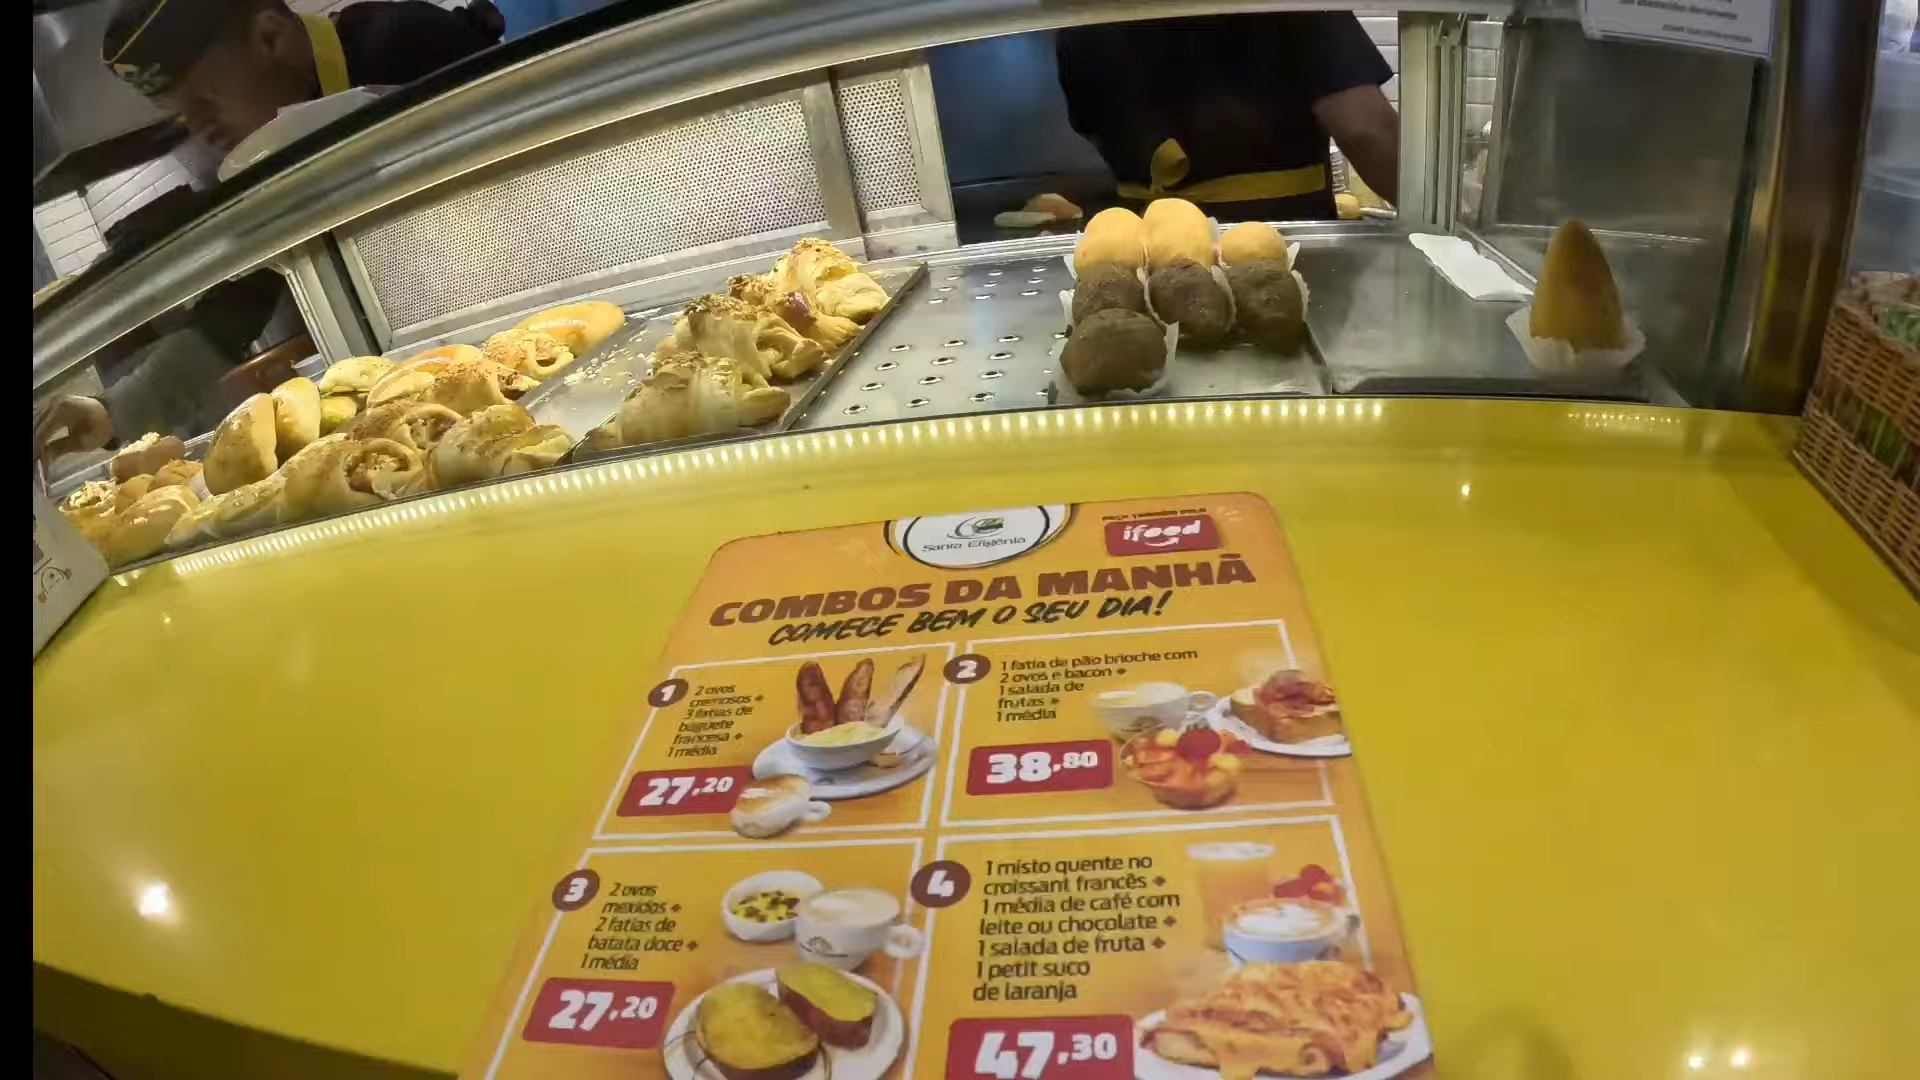 Santa Efigênia
PEÇA TAMBÉM PELO
ifood
COMBOS DA MANHÃ
COMECE BEM O SEU DIA!
1
2 ovos
cremosos +
3 fatias de
baguete
francesa +
1 média
27,20
2
1 fatia de pão brioche com
2 ovos e bacon +
1 salada de
frutas +
1 média
38,80
3
2 ovos
mexidos +
2 fatias de
batata doce +
1 média
27,20
4
1 misto quente no
croissant francês +
1 média de café com
leite ou chocolate +
1 salada de fruta +
1 petit suco
de laranja
47,30